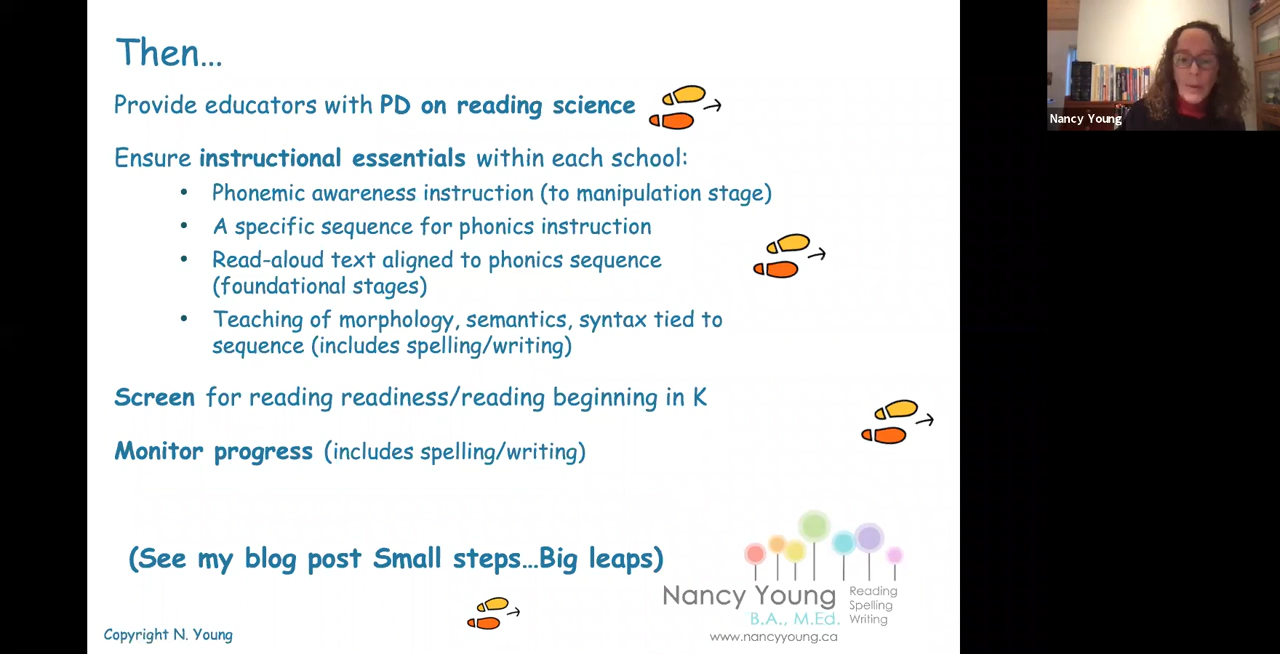 Then...
Provide educators with PD on reading science
Ensure instructional essentials within each school:
• Phonemic awareness instruction (to manipulation stage)
• A specific sequence for phonics instruction
• Read-aloud text aligned to phonics sequence
(foundational stages)
• Teaching of morphology, semantics, syntax tied to
sequence (includes spelling/writing)
Screen for reading readiness/reading beginning in K
Monitor progress (includes spelling/writing)
(See my blog post Small steps...Big leaps)
Nancy Young
B.A., M.Ed.
Reading
Spelling
Writing
www.nancyyoung.ca
Copyright N. Young
Nancy Young